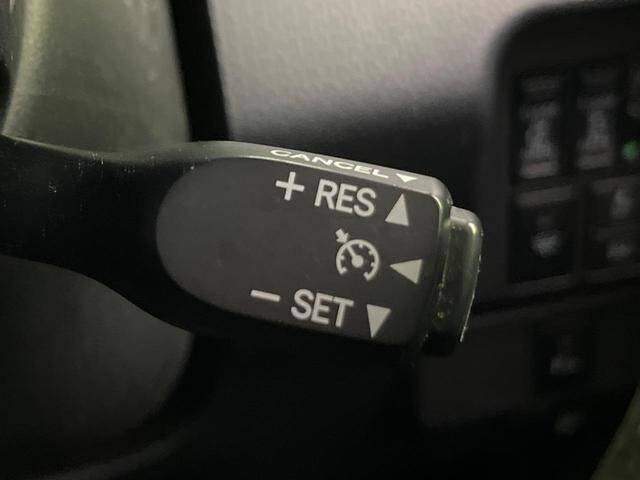 CANCEL ▼
+ RES ▲
◀
− SET ▼